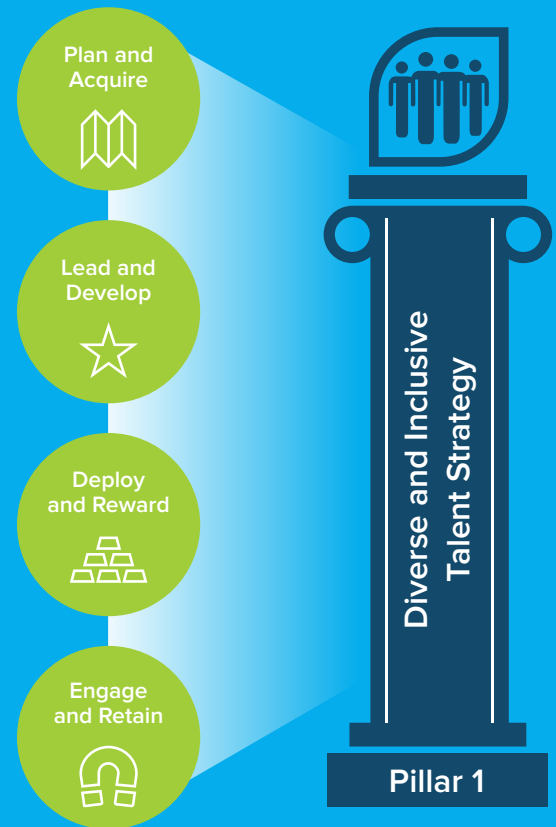 Plan and
Acquire
Lead and
Develop
Deploy
and Reward
Engage
and Retain
Diverse and Inclusive
Talent Strategy
Pillar 1